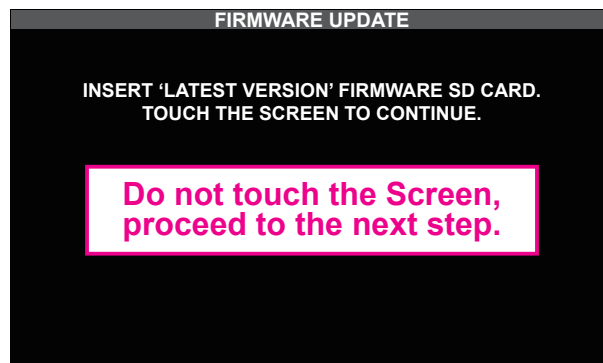 FIRMWARE UPDATE
INSERT ‘LATEST VERSION’ FIRMWARE SD CARD.
TOUCH THE SCREEN TO CONTINUE.
Do not touch the Screen,
proceed to the next step.